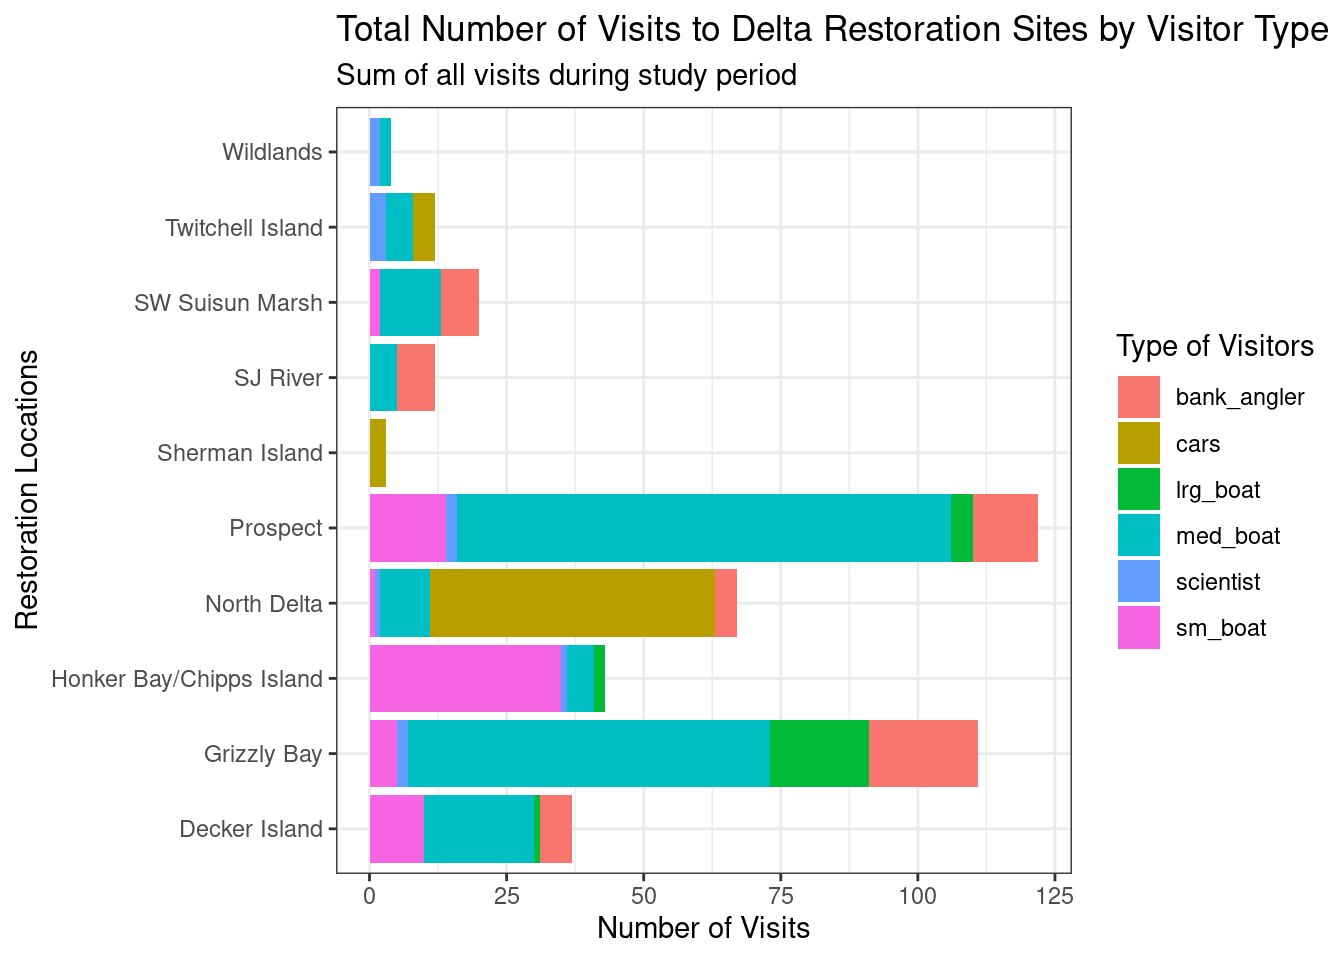 Total Number of Visits to Delta Restoration Sites by Visitor Type
Sum of all visits during study period
Restoration Locations
Wildlands
Twitchell Island
SW Suisun Marsh
SJ River
Sherman Island
Prospect
North Delta
Honker Bay/Chipps Island
Grizzly Bay
Decker Island
0 25 50 75 100 125
Number of Visits
Type of Visitors
bank_angler
cars
lrg_boat
med_boat
scientist
sm_boat